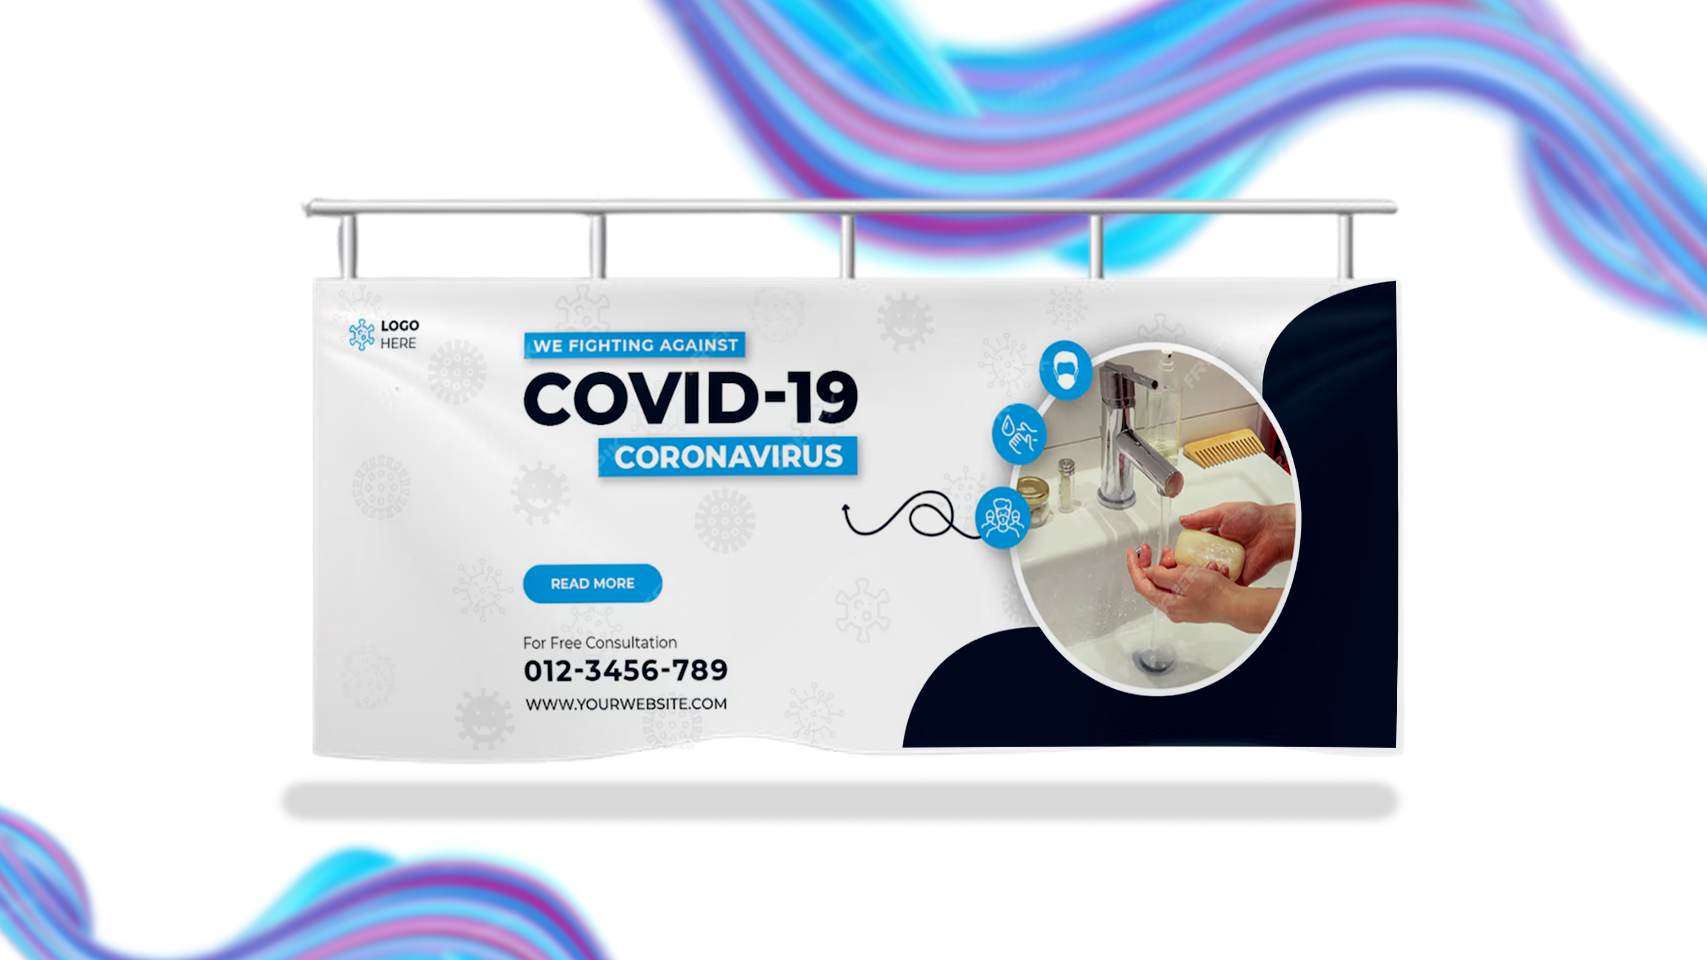 LOGO
HERE
WE FIGHTING AGAINST
COVID-19
CORONAVIRUS
READ MORE
For Free Consultation
012-3456-789
WWW.YOURWEBSITE.COM